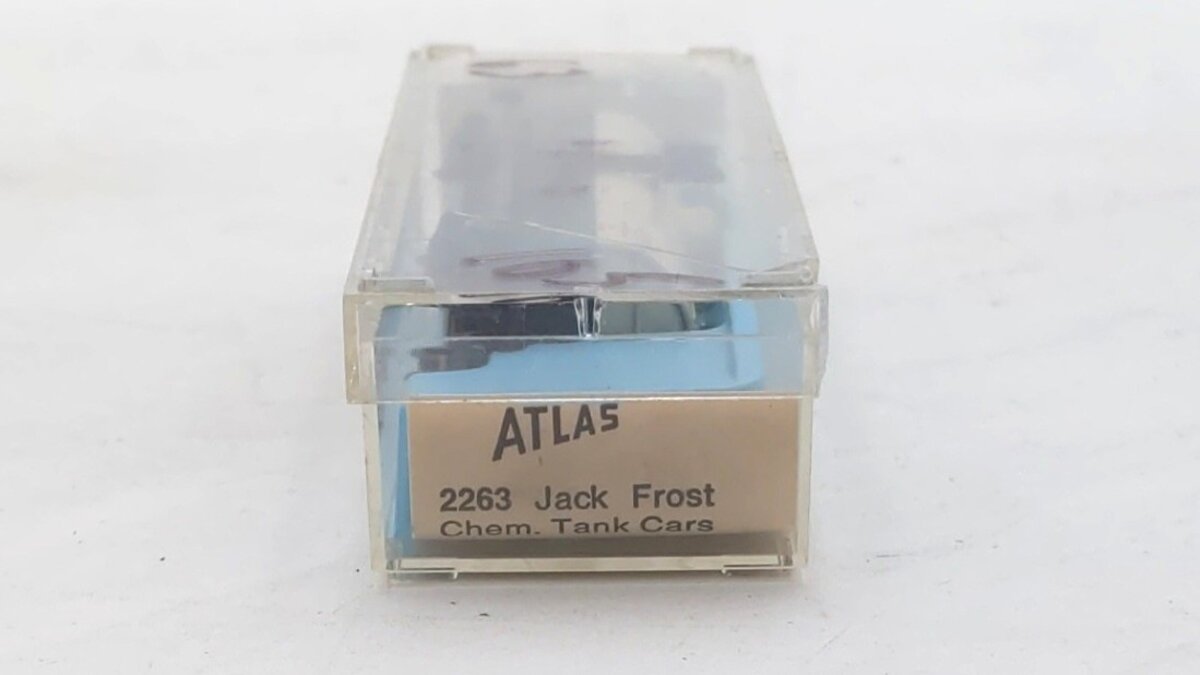 ATLAS
2263 Jack Frost
Chem. Tank Cars